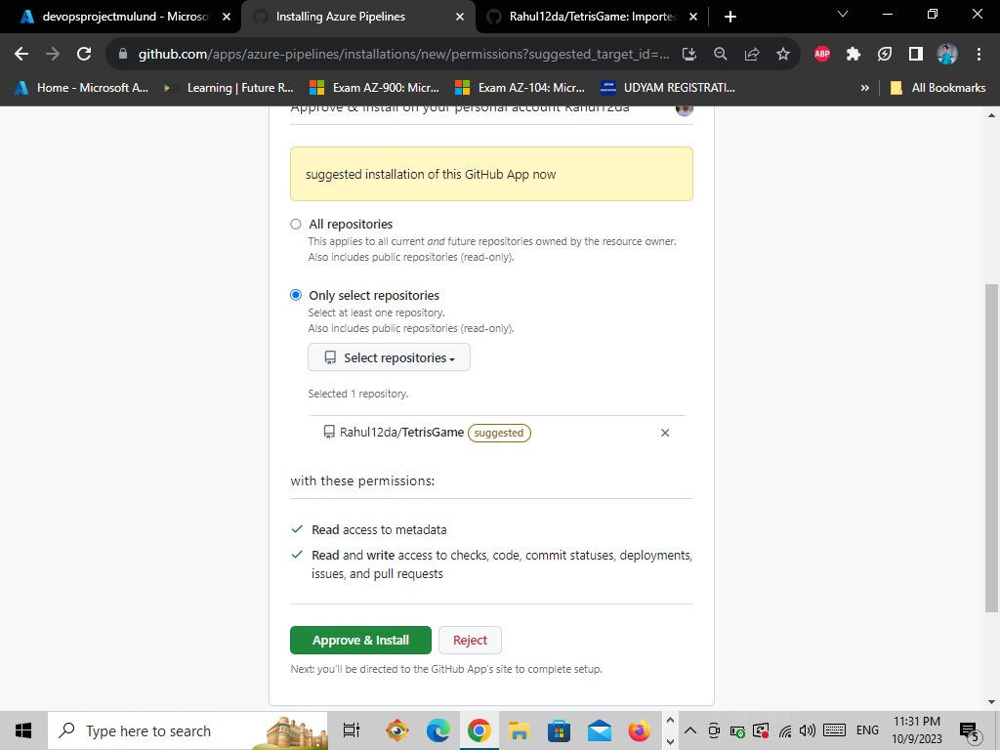 devopsprojectmulund - Microso
Installing Azure Pipelines
Rahul12da/TetrisGame: Importe
github.com/apps/azure-pipelines/installations/new/permissions?suggested_target_id=...
ABP
Home - Microsoft A...
Learning | Future R...
Exam AZ-900: Micr...
Exam AZ-104: Micr...
UDYAM REGISTRATI...
»
All Bookmarks
Approve & Install on your personal account Rahul12da
suggested installation of this GitHub App now
All repositories
This applies to all current and future repositories owned by the resource owner.
Also includes public repositories (read-only).
Only select repositories
Select at least one repository.
Also includes public repositories (read-only).
Select repositories
Selected 1 repository.
Rahul12da/TetrisGame suggested
with these permissions:
Read access to metadata
Read and write access to checks, code, commit statuses, deployments,
issues, and pull requests
Approve & Install
Reject
Next: you'll be directed to the GitHub App's site to complete setup.
Type here to search
ENG
11:31 PM
10/9/2023
5